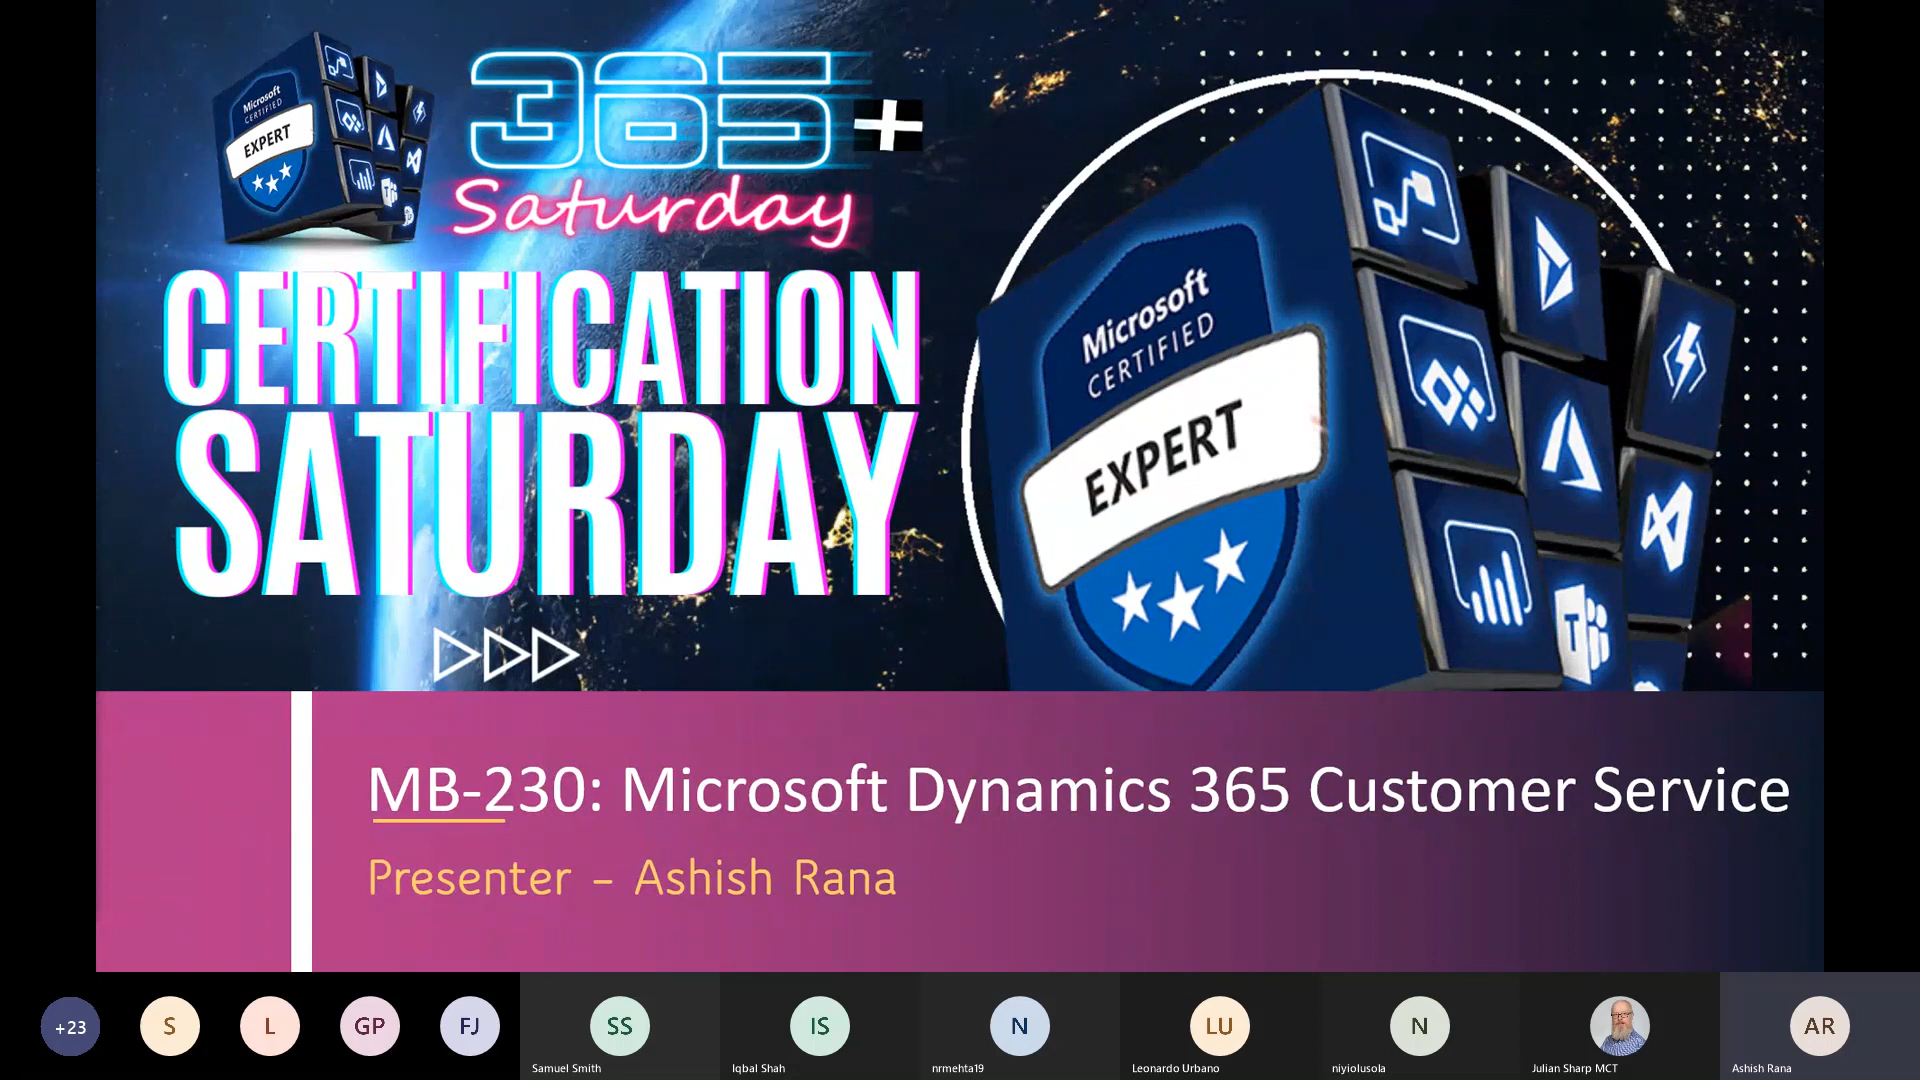 Microsoft
CERTIFIED
EXPERT
365
+
Saturday
CERTIFICATION
SATURDAY
Microsoft
CERTIFIED
EXPERT
T
MB-230: Microsoft Dynamics 365 Customer Service
Presenter - Ashish Rana
+23
S
L
GP
FJ
SS
IS
N
LU
N
AR
Samuel Smith
Iqbal Shah
nrmehta19
Leonardo Urbano
niyiolusola
Julian Sharp MCT
Ashish Rana